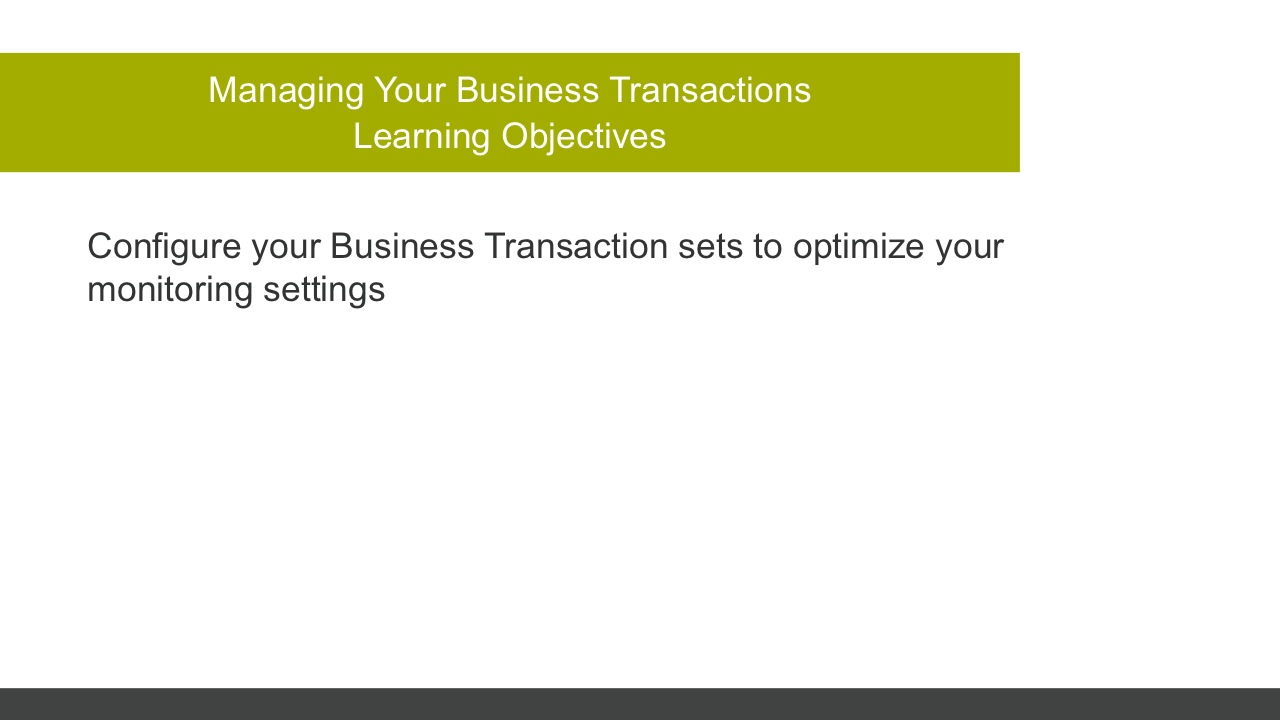 Managing Your Business Transactions
Learning Objectives
Configure your Business Transaction sets to optimize your
monitoring settings